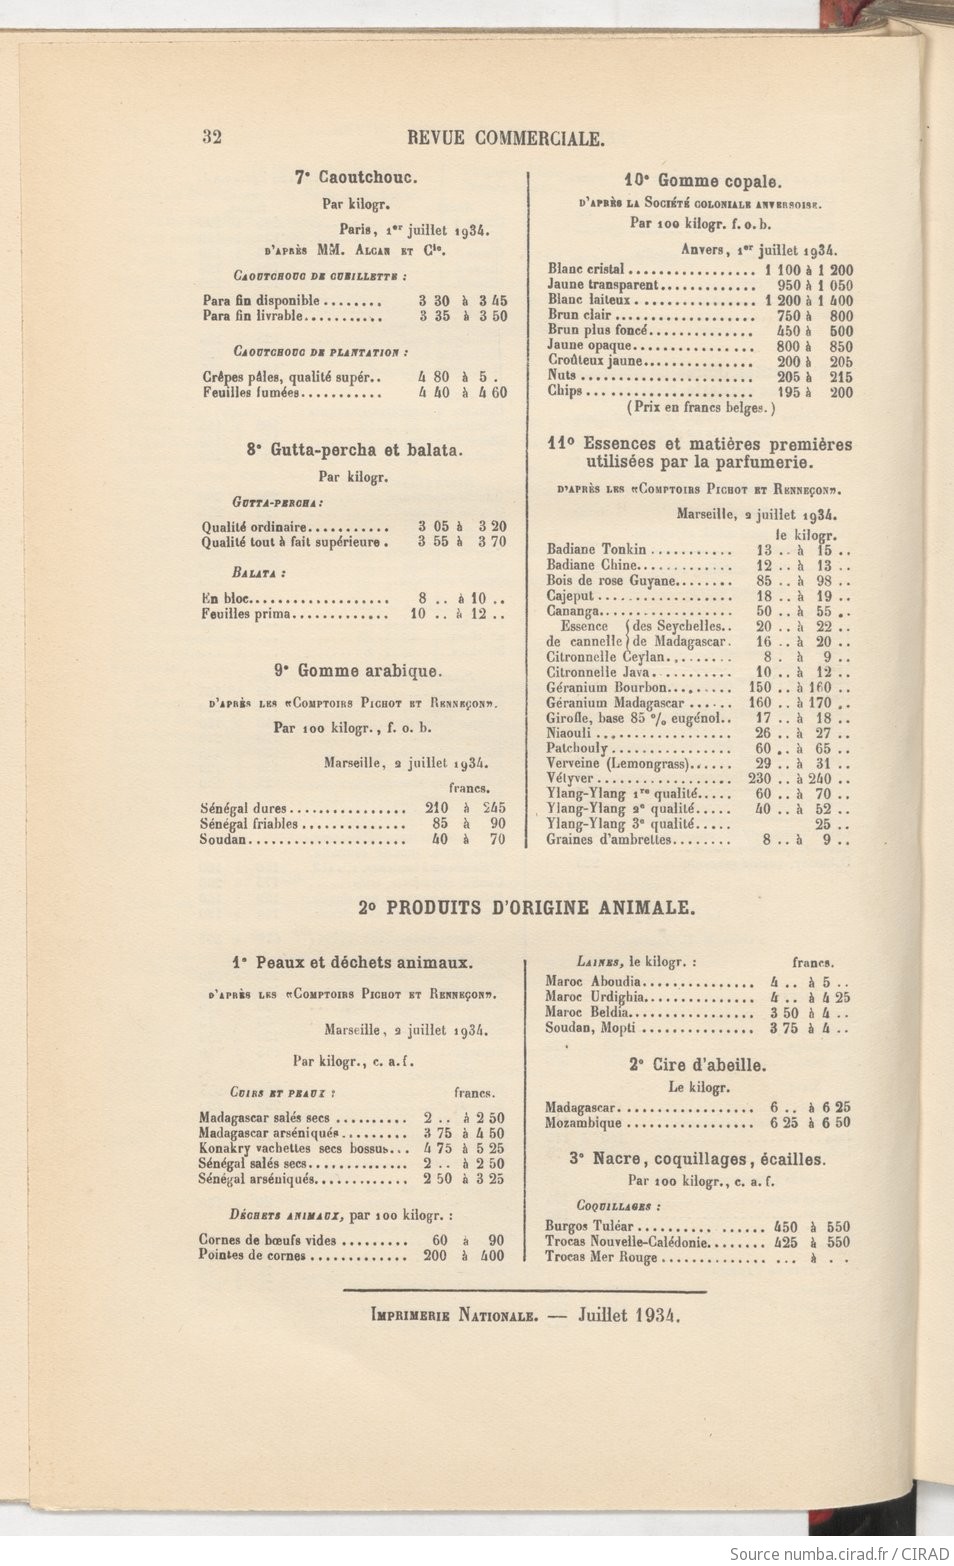 32
REVUE COMMERCIALE.
7° Caoutchouc.
Par kilogr.
Paris, 1er juillet 1934.
D'APRÈS MM. ALCAN ET Cie.
CAOUTCHOUC DE CUEILLETTE :
Para fin disponible ........ 3 30 à 3 45
Para fin livrable........... 3 35 à 3 50
CAOUTCHOUC DE PLANTATION :
Crêpes pâles, qualité supér.. 4 80 à 5 .
Feuilles fumées........... 4 40 à 4 60
8° Gutta-percha et balata.
Par kilogr.
GUTTA-PERCHA :
Qualité ordinaire........... 3 05 à 3 20
Qualité tout à fait supérieure . 3 55 à 3 70
BALATA :
En bloc.................. 8 .. à 10 ..
Feuilles prima............. 10 .. à 12 ..
9° Gomme arabique.
D'APRÈS LES «COMPTOIRS PICHOT ET RENNEÇON».
Par 100 kilogr., f. o. b.
Marseille, 2 juillet 1934.
francs.
Sénégal dures............... 210 à 245
Sénégal friables .............. 85 à 90
Soudan..................... 40 à 70
10° Gomme copale.
D'APRÈS LA SOCIÉTÉ COLONIALE ANVERSOISE.
Par 100 kilogr. f. o. b.
Anvers, 1er juillet 1934.
Blanc cristal ................. 1 100 à 1 200
Jaune transparent............. 950 à 1 050
Blanc laiteux ................ 1 200 à 1 400
Brun clair ................... 750 à 800
Brun plus foncé.............. 450 à 500
Jaune opaque................ 800 à 850
Croûteux jaune............... 200 à 205
Nuts ....................... 205 à 215
Chips ...................... 195 à 200
(Prix en francs belges.)
11° Essences et matières premières
utilisées par la parfumerie.
D'APRÈS LES «COMPTOIRS PICHOT ET RENNEÇON».
Marseille, 2 juillet 1934.
le kilogr.
Badiane Tonkin ........... 13 .. à 15 ..
Badiane Chine............. 12 .. à 13 ..
Bois de rose Guyane........ 85 .. à 98 ..
Cajeput .................. 18 .. à 19 ..
Cananga.................. 50 .. à 55 ..
Essence { des Seychelles.. 20 .. à 22 ..
de cannelle { de Madagascar. 16 .. à 20 ..
Citronnelle Ceylan......... 8 . à 9 ..
Citronnelle Java........... 10 .. à 12 ..
Géranium Bourbon......... 150 .. à 160 ..
Géranium Madagascar ...... 160 .. à 170 ..
Girofle, base 85 % eugénol.. 17 .. à 18 ..
Niaouli .................. 26 .. à 27 ..
Patchouly ................ 60 .. à 65 ..
Verveine (Lemongrass)...... 29 .. à 31 ..
Vétyver .................. 230 .. à 240 ..
Ylang-Ylang 1re qualité..... 60 .. à 70 ..
Ylang-Ylang 2e qualité..... 40 .. à 52 ..
Ylang-Ylang 3e qualité..... 25 ..
Graines d'ambrettes........ 8 .. à 9 ..
2° PRODUITS D'ORIGINE ANIMALE.
1° Peaux et déchets animaux.
D'APRÈS LES «COMPTOIRS PICHOT ET RENNEÇON».
Marseille, 2 juillet 1934.
Par kilogr., c. a. f.
CUIRS ET PEAUX : francs.
Madagascar salés secs .......... 2 .. à 2 50
Madagascar arséniqués ......... 3 75 à 4 50
Konakry vachettes secs bossus... 4 75 à 5 25
Sénégal salés secs.............. 2 .. à 2 50
Sénégal arséniqués............. 2 50 à 3 25
DÉCHETS ANIMAUX, par 100 kilogr. :
Cornes de bœufs vides ......... 60 à 90
Pointes de cornes ............. 200 à 400
LAINES, le kilogr. : francs.
Maroc Aboudia............... 4 .. à 5 ..
Maroc Urdighia............... 4 .. à 4 25
Maroc Beldia................ 3 50 à 4 ..
Soudan, Mopti ............... 3 75 à 4 ..
2° Cire d'abeille.
Le kilogr.
Madagascar.................. 6 .. à 6 25
Mozambique ................. 6 25 à 6 50
3° Nacre, coquillages, écailles.
Par 100 kilogr., c. a. f.
COQUILLAGES :
Burgos Tuléar ................ 450 à 550
Trocas Nouvelle-Calédonie........ 425 à 550
Trocas Mer Rouge .............. ... à . .
IMPRIMERIE NATIONALE. — Juillet 1934.
Source numba.cirad.fr / CIRAD